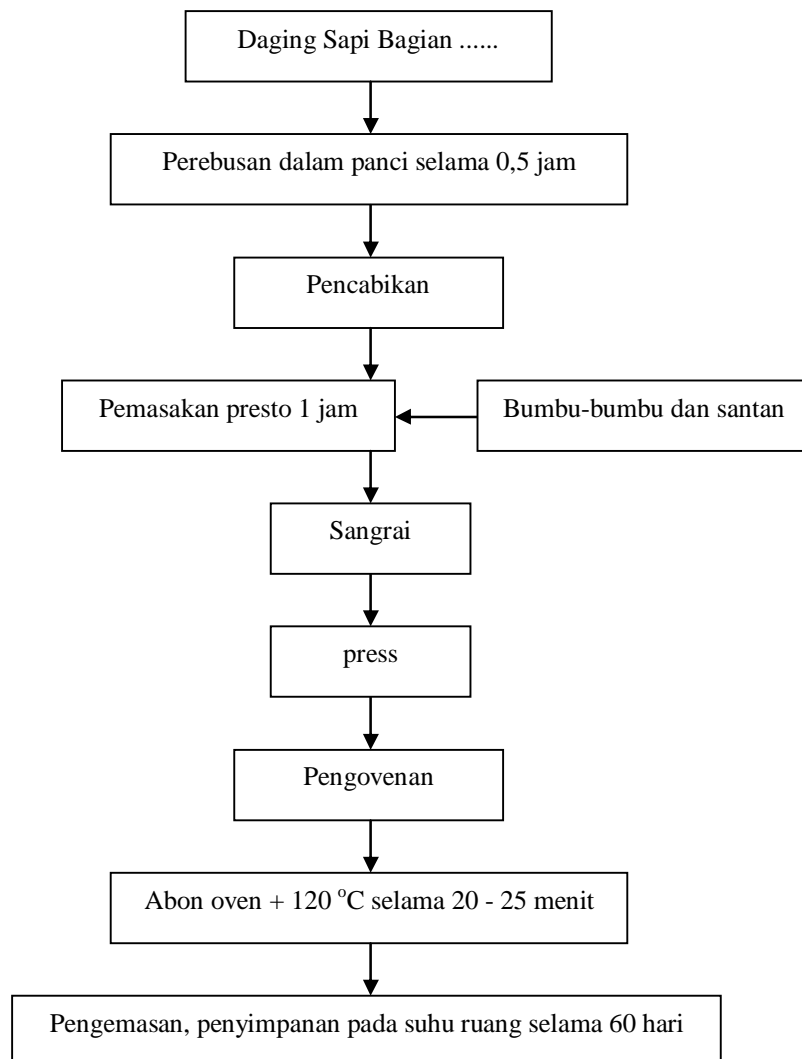 Daging Sapi Bagian ......
Perebusan dalam panci selama 0,5 jam
Pencabikan
Pemasakan presto 1 jam
Bumbu-bumbu dan santan
Sangrai
press
Pengovenan
Abon oven + 120 °C selama 20 - 25 menit
Pengemasan, penyimpanan pada suhu ruang selama 60 hari